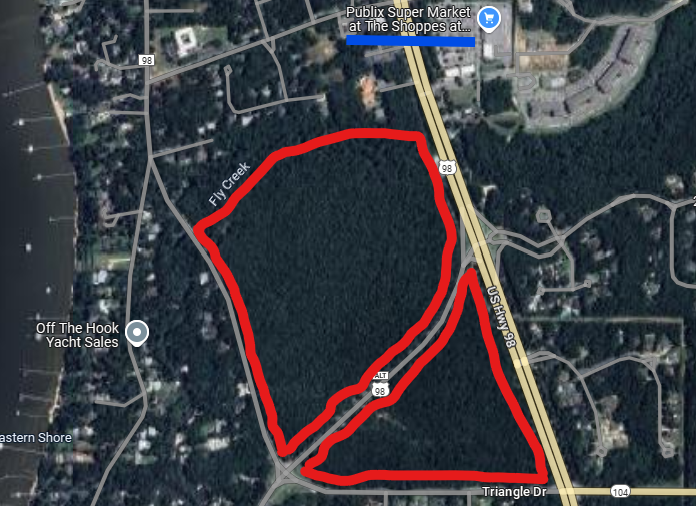 Publix Super Market
at The Shoppes at...
98
98
Fly Creek
US Hwy 98
Off The Hook
Yacht Sales
ALT
98
astern Shore
Triangle Dr
104
2